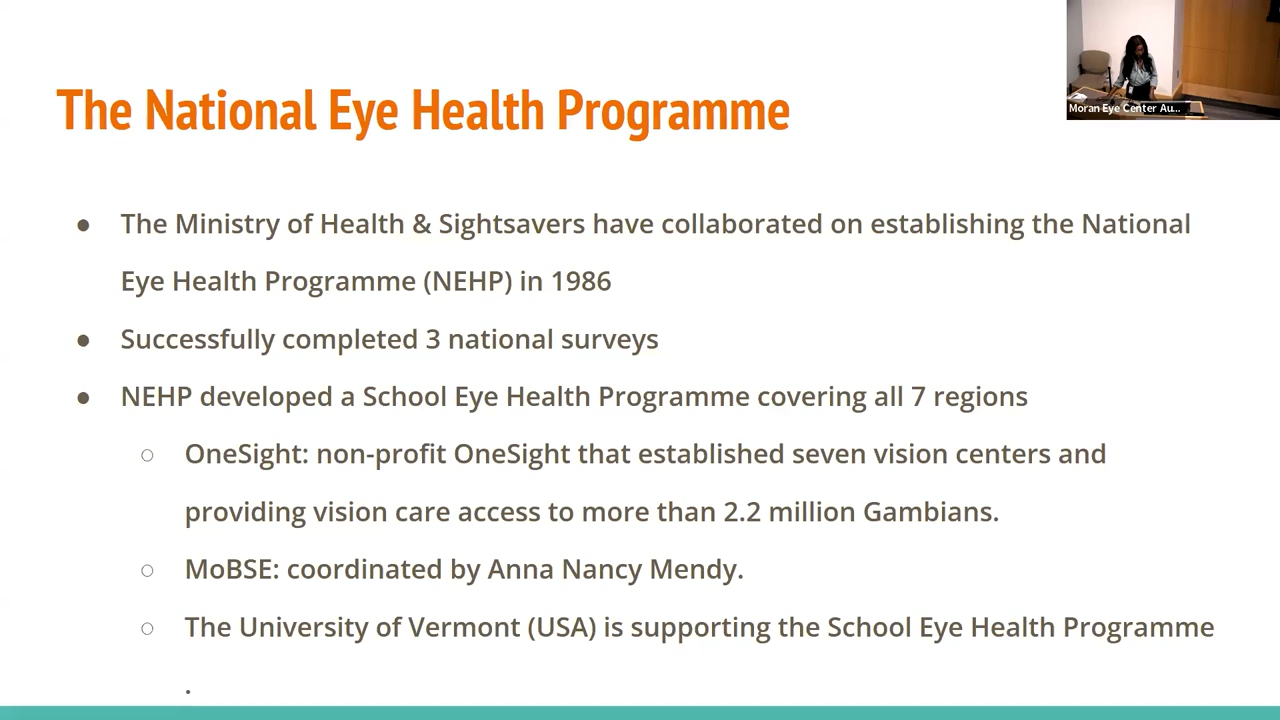 Moran Eye Center Au...
The National Eye Health Programme
● The Ministry of Health & Sightsavers have collaborated on establishing the National
Eye Health Programme (NEHP) in 1986
● Successfully completed 3 national surveys
● NEHP developed a School Eye Health Programme covering all 7 regions
○ OneSight: non-profit OneSight that established seven vision centers and
providing vision care access to more than 2.2 million Gambians.
○ MoBSE: coordinated by Anna Nancy Mendy.
○ The University of Vermont (USA) is supporting the School Eye Health Programme
.